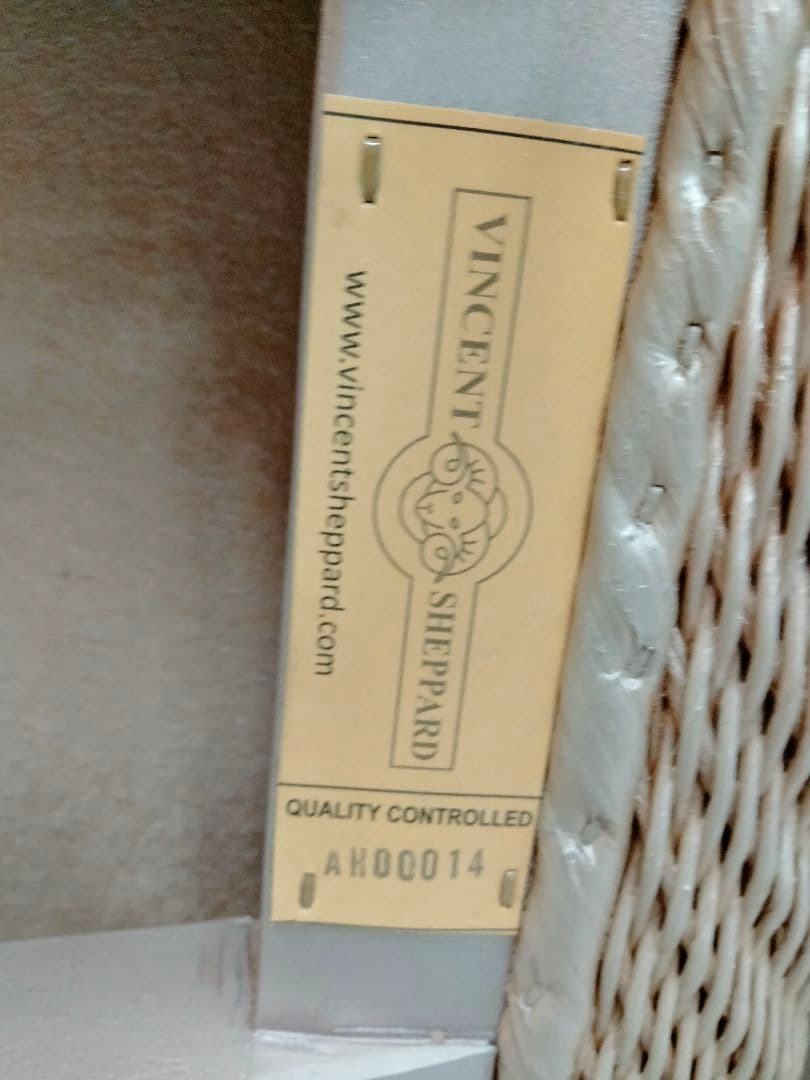 VINCENT SHEPPARD
www.vincentsheppard.com
QUALITY CONTROLLED
AH00014